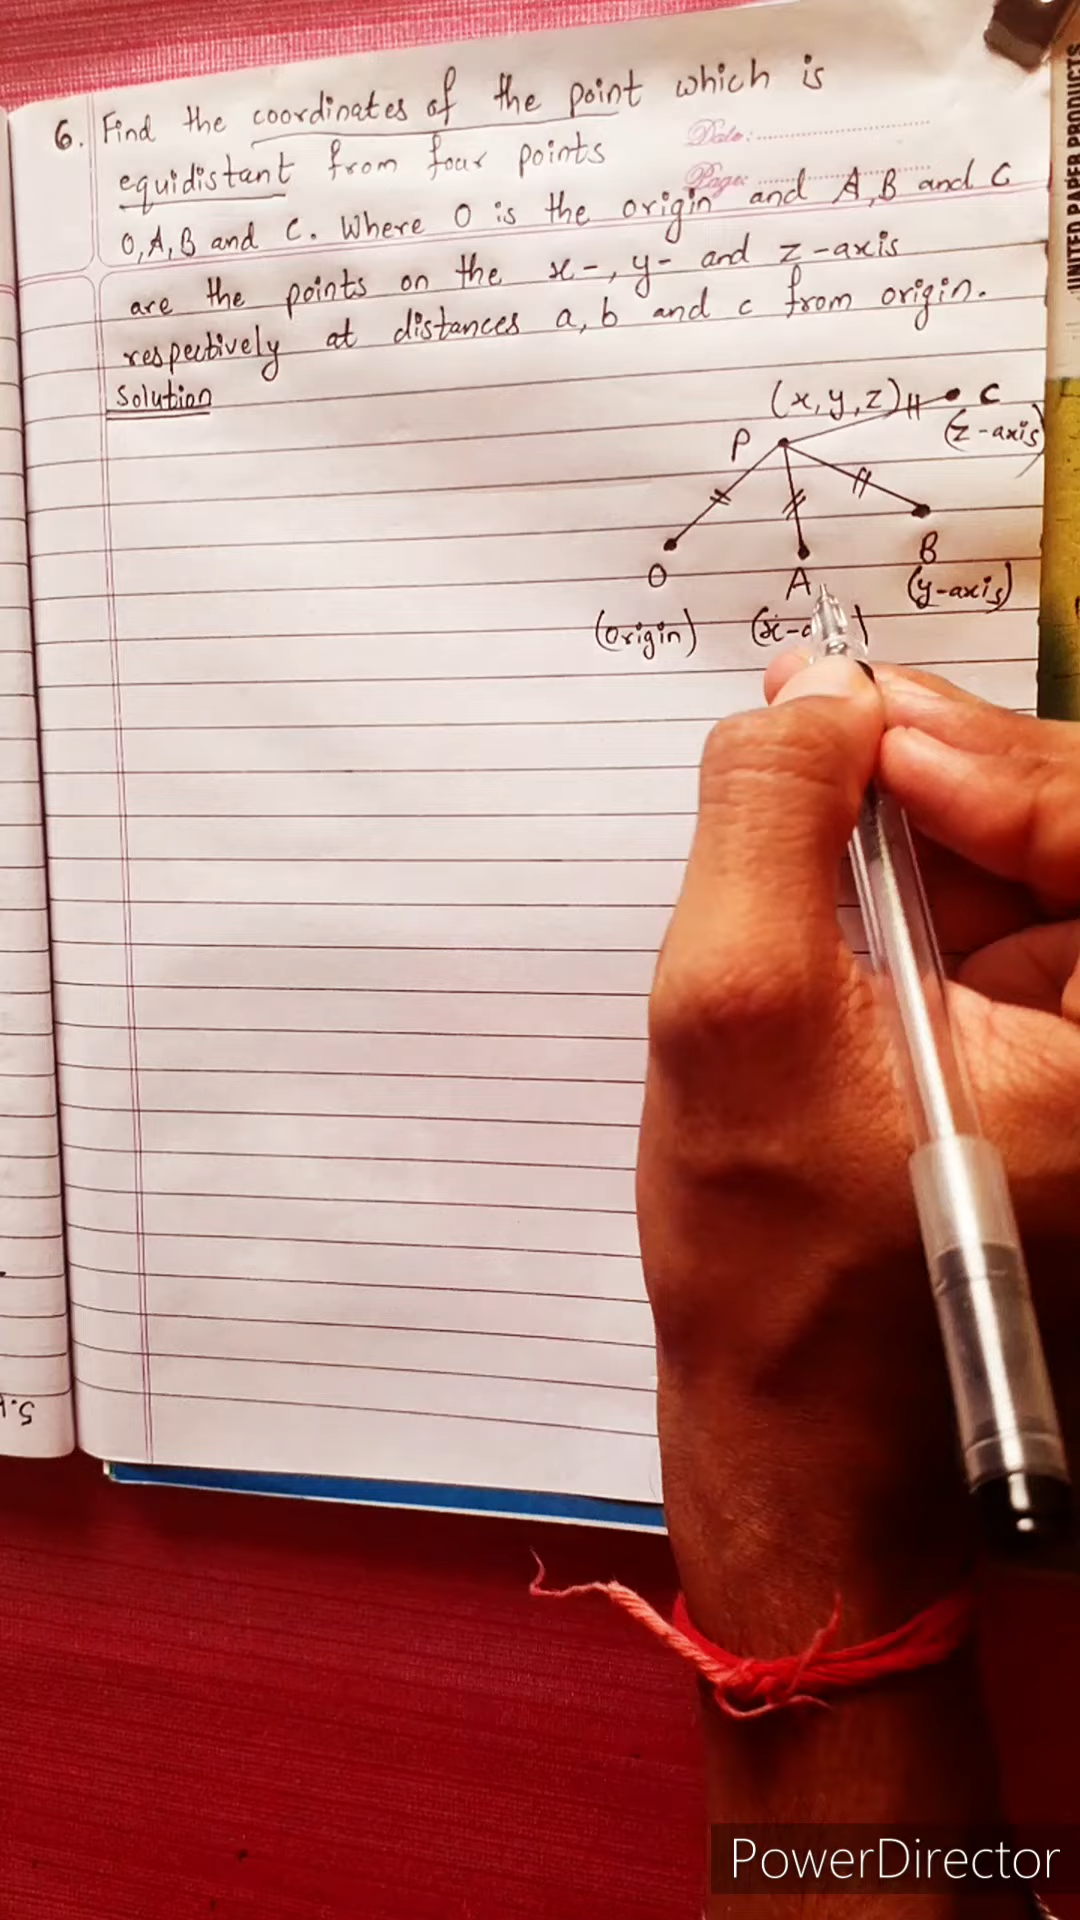 6. Find the coordinates of the point which is
Date:
equidistant from four points
Page:
O, A, B and C. Where O is the origin and A, B and C
are the points on the x-, y- and z-axis
respectively at distances a, b and c from origin.
Solution
(x, y, z) C
P (z-axis)
O A B
(origin) (x-a (y-axis)
UNITED PAPER PRODUCTS
PowerDirector